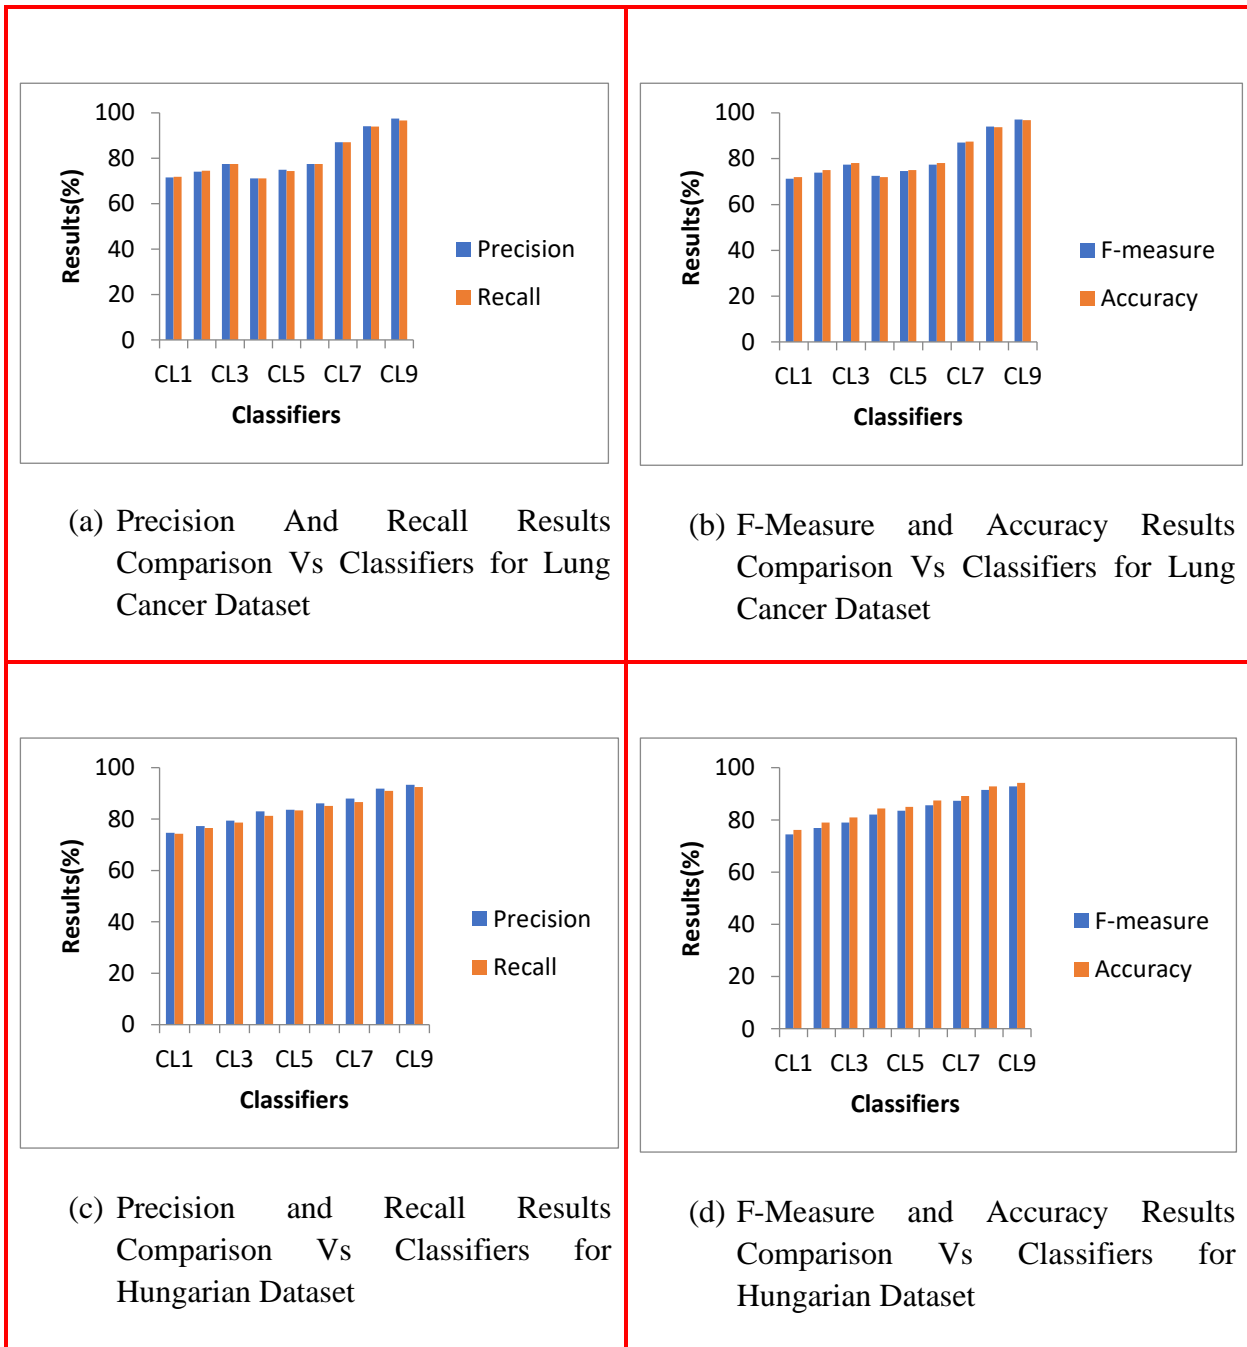 100
80
60
40
20
0
Results(%)
CL1 CL3 CL5 CL7 CL9
Classifiers
Precision
Recall
(a) Precision And Recall Results
Comparison Vs Classifiers for Lung
Cancer Dataset
100
80
60
40
20
0
Results(%)
CL1 CL3 CL5 CL7 CL9
Classifiers
F-measure
Accuracy
(b) F-Measure and Accuracy Results
Comparison Vs Classifiers for Lung
Cancer Dataset
100
80
60
40
20
0
Results(%)
CL1 CL3 CL5 CL7 CL9
Classifiers
Precision
Recall
(c) Precision and Recall Results
Comparison Vs Classifiers for
Hungarian Dataset
100
80
60
40
20
0
Results(%)
CL1 CL3 CL5 CL7 CL9
Classifiers
F-measure
Accuracy
(d) F-Measure and Accuracy Results
Comparison Vs Classifiers for
Hungarian Dataset